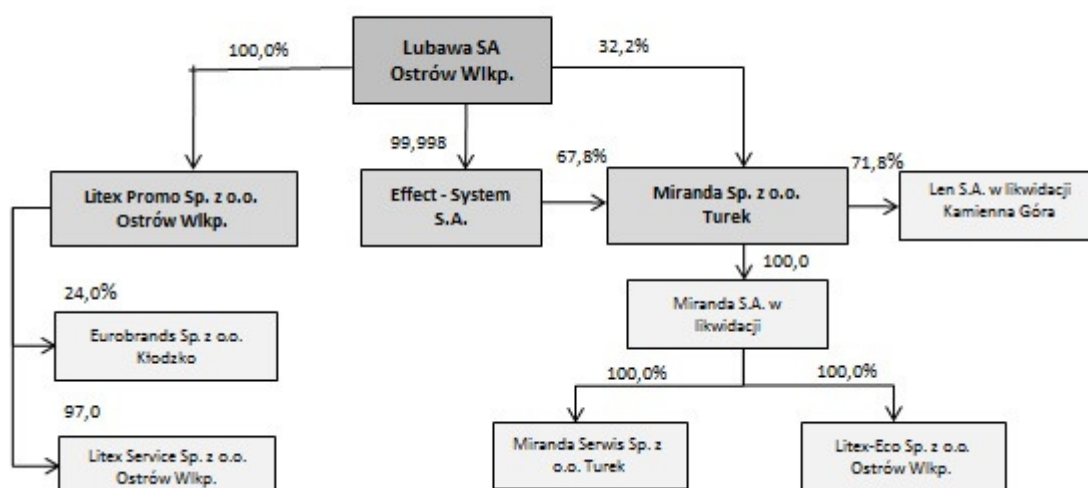 Lubawa SA
Ostrów Wlkp.
100,0%
32,2%
99,998
67,8%
71,8%
Litex Promo Sp. z o.o.
Ostrów Wlkp.
Effect - System
S.A.
Miranda Sp. z o.o.
Turek
Len S.A. w likwidacji
Kamienna Góra
100,0
24,0%
Miranda S.A. w
likwidacji
Eurobrands Sp. z o.o.
Kłodzko
100,0%
100,0%
97,0
Litex Service Sp. z o.o.
Ostrów Wlkp.
Miranda Serwis Sp. z
o.o. Turek
Litex-Eco Sp. z o.o.
Ostrów Wlkp.